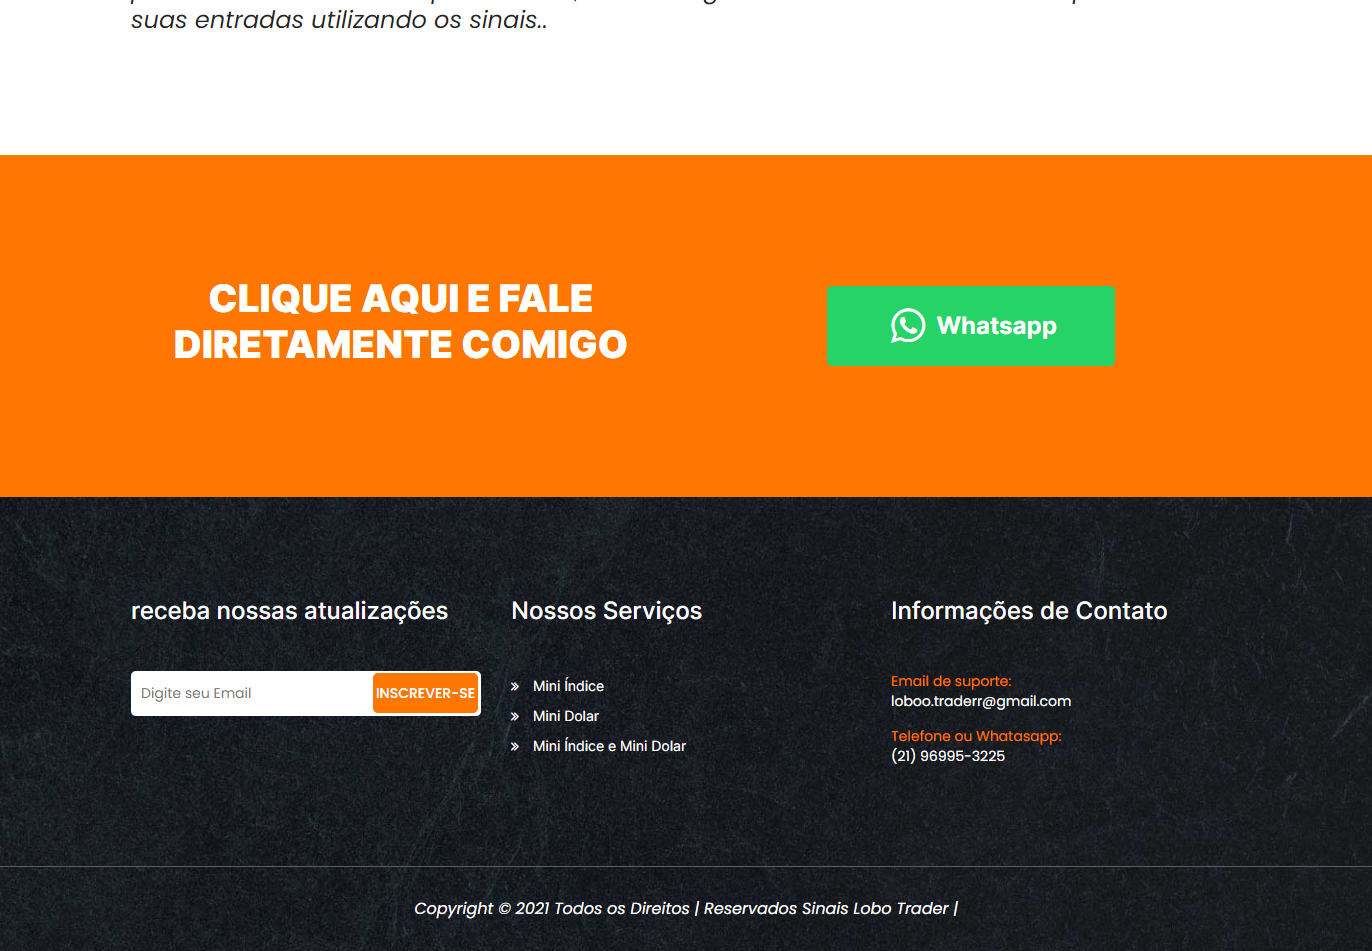 suas entradas utilizando os sinais..
CLIQUE AQUI E FALE
DIRETAMENTE COMIGO
Whatsapp
receba nossas atualizações
Digite seu Email
INSCREVER-SE
Nossos Serviços
Mini Índice
Mini Dolar
Mini Índice e Mini Dolar
Informações de Contato
Email de suporte:
loboo.traderr@gmail.com
Telefone ou Whatasapp:
(21) 96995-3225
Copyright © 2021 Todos os Direitos | Reservados Sinais Lobo Trader |